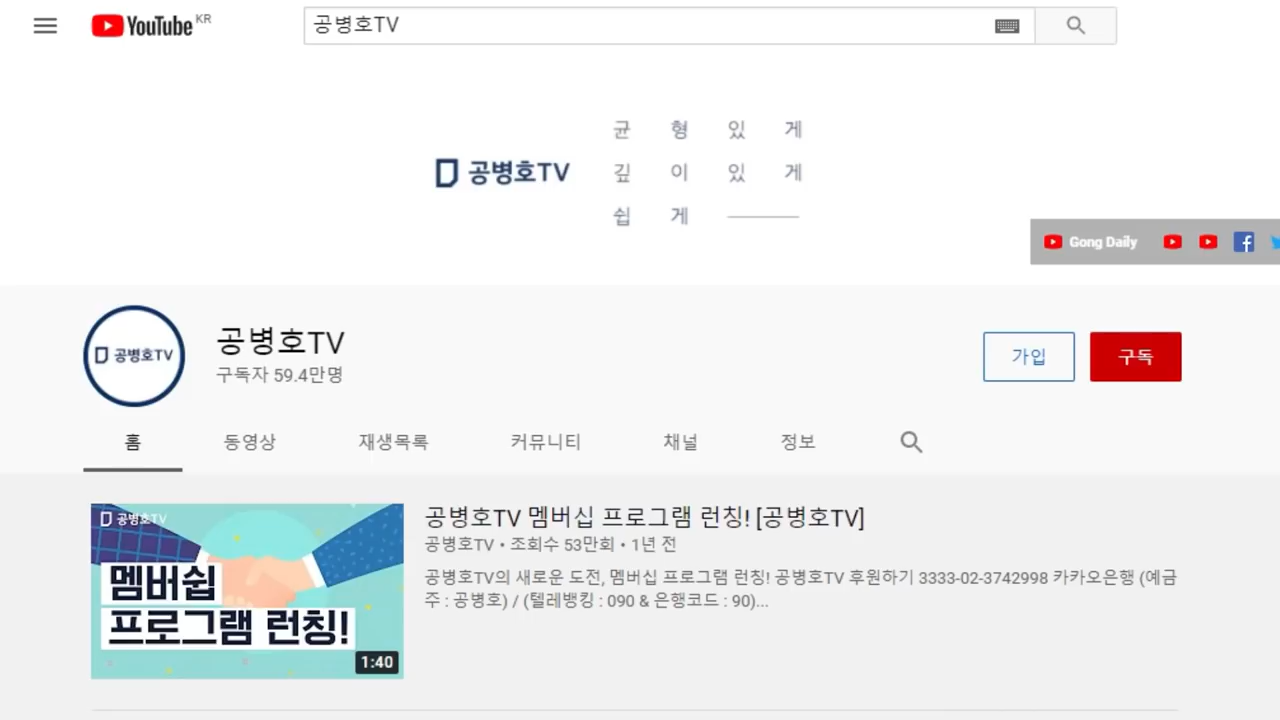 YouTube KR
공병호TV
균 형 있 게
공병호TV
깊 이 있 게
쉽 게
Gong Daily
공병호TV
공병호TV
구독자 59.4만명
가입
구독
홈
동영상
재생목록
커뮤니티
채널
정보
공병호TV
멤버쉽
프로그램 런칭!
1:40
공병호TV 멤버십 프로그램 런칭! [공병호TV]
공병호TV • 조회수 53만회 • 1년 전
공병호TV의 새로운 도전, 멤버십 프로그램 런칭! 공병호TV 후원하기 3333-02-3742998 카카오은행 (예금
주 : 공병호) / (텔레뱅킹 : 090 & 은행코드 : 90)...